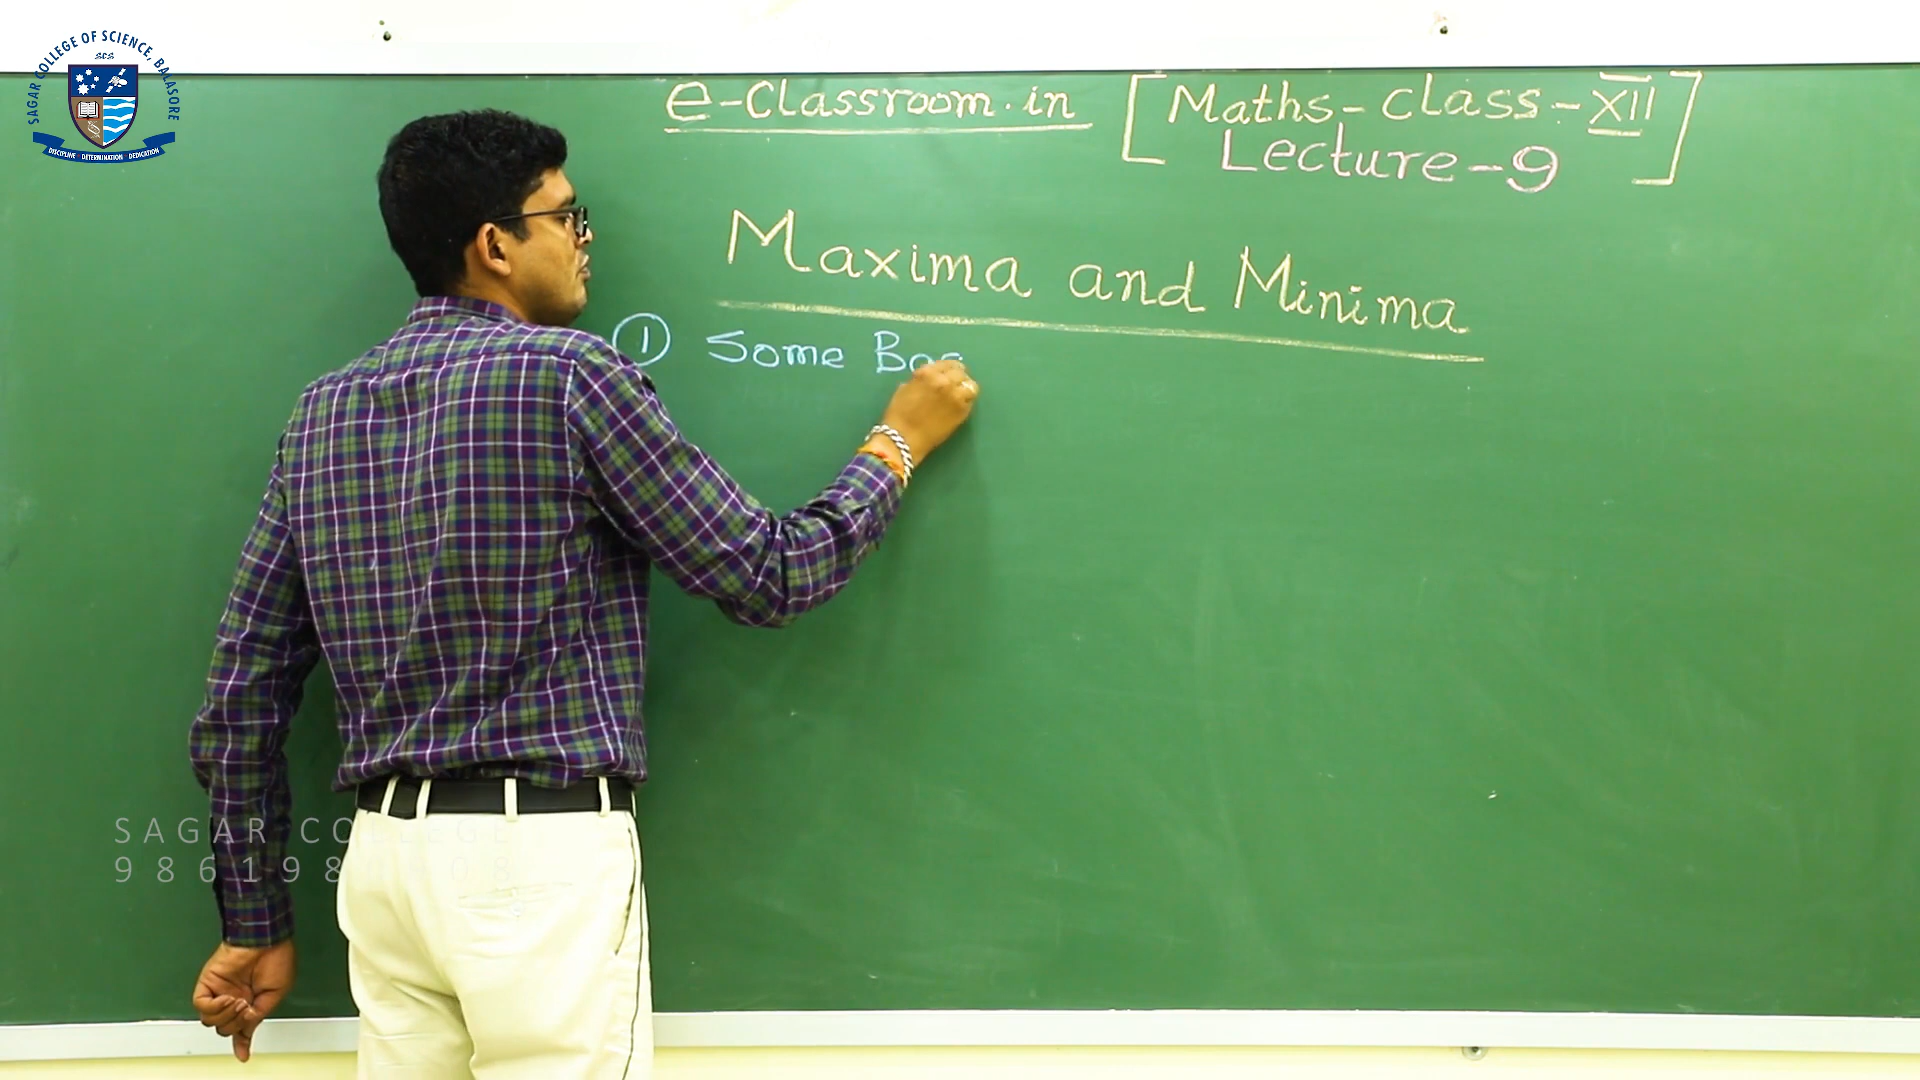 SAGAR COLLEGE OF SCIENCE, BALASORE
SCS
DISCIPLINE DETERMINATION DEDICATION
e-Classroom.in [Maths-class-XII
Lecture-9]
Maxima and Minima
① Some Bas
SAGAR COLLEGE